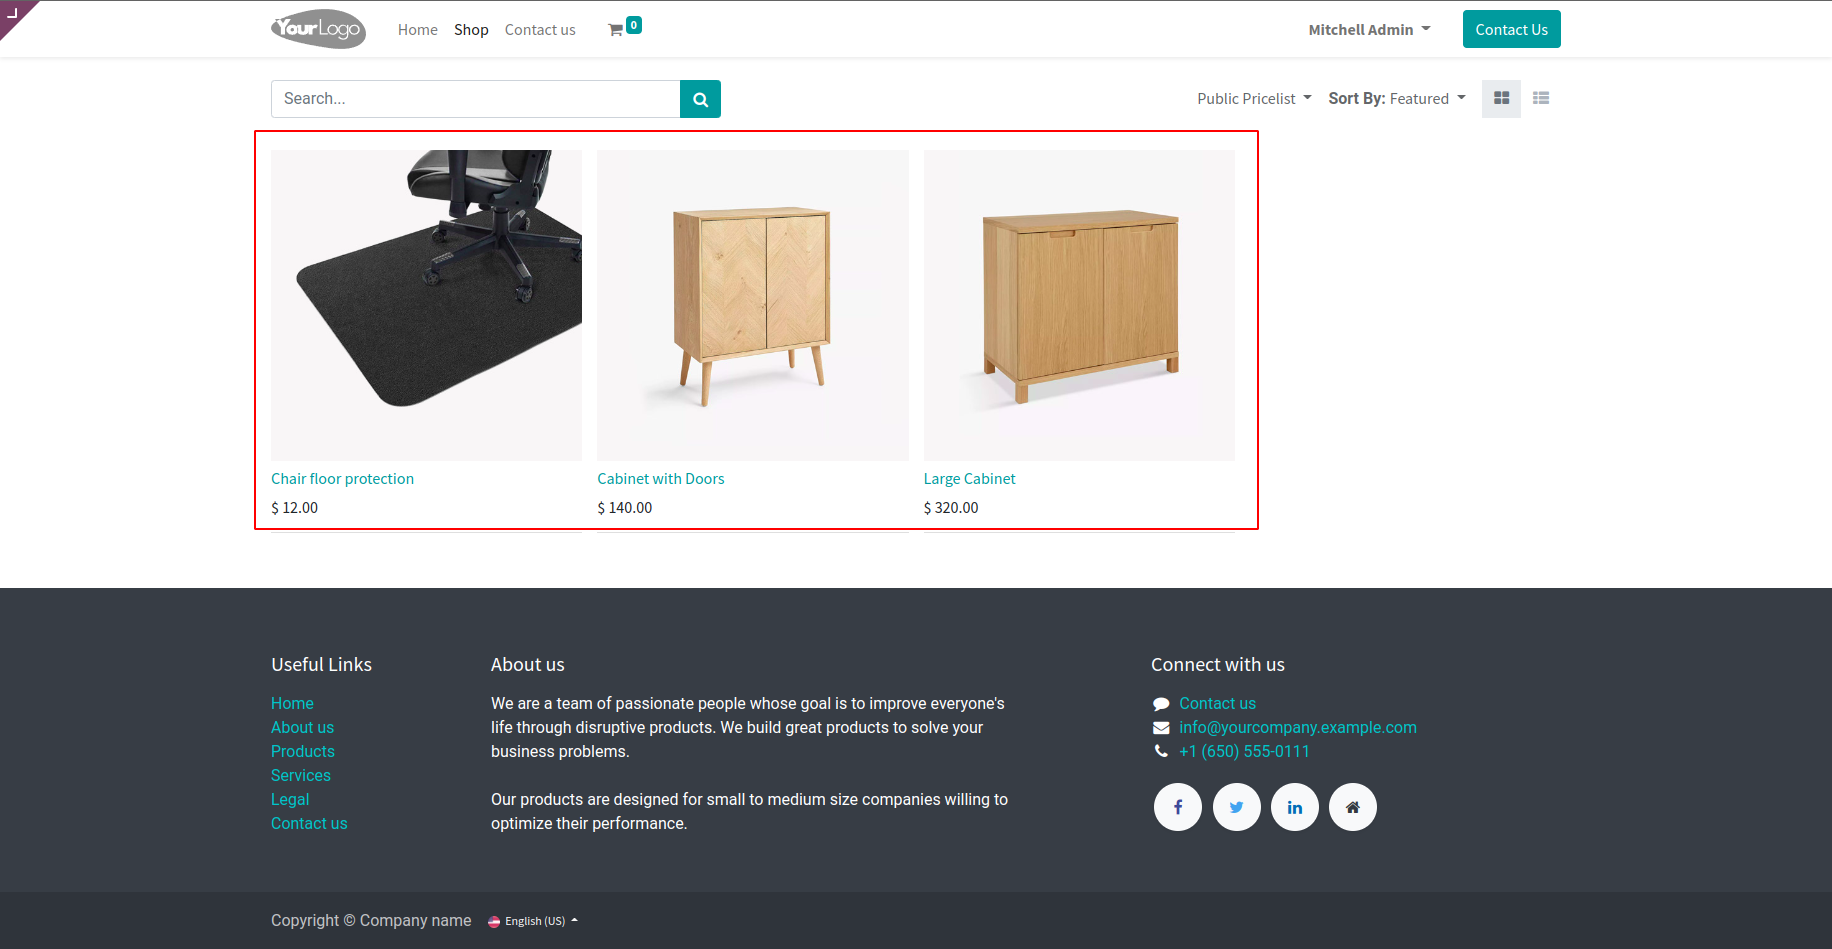 YourLogo
Home Shop Contact us 0 Mitchell Admin Contact Us
Search... Public Pricelist Sort By: Featured
Chair floor protection Cabinet with Doors Large Cabinet
$ 12.00 $ 140.00 $ 320.00
Useful Links
Home
About us
Products
Services
Legal
Contact us
About us
We are a team of passionate people whose goal is to improve everyone's
life through disruptive products. We build great products to solve your
business problems.
Our products are designed for small to medium size companies willing to
optimize their performance.
Connect with us
Contact us
info@yourcompany.example.com
+1 (650) 555-0111
Copyright © Company name English (US)